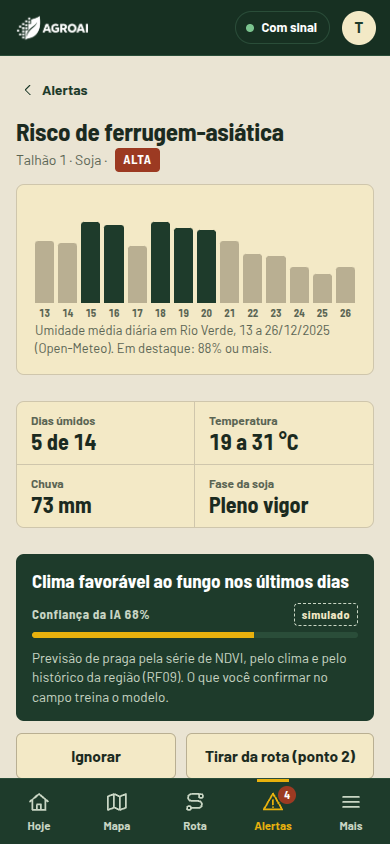 AGROAI
Com sinal
T
Alertas
Risco de ferrugem-asiática
Talhão 1 · Soja · ALTA
13 14 15 16 17 18 19 20 21 22 23 24 25 26
Umidade média diária em Rio Verde, 13 a 26/12/2025
(Open-Meteo). Em destaque: 88% ou mais.
Dias úmidos
5 de 14
Temperatura
19 a 31 °C
Chuva
73 mm
Fase da soja
Pleno vigor
Clima favorável ao fungo nos últimos dias
Confiança da IA 68%
simulado
Previsão de praga pela série de NDVI, pelo clima e pelo
histórico da região (RF09). O que você confirmar no
campo treina o modelo.
Ignorar
Tirar da rota (ponto 2)
4
Hoje
Mapa
Rota
Alertas
Mais